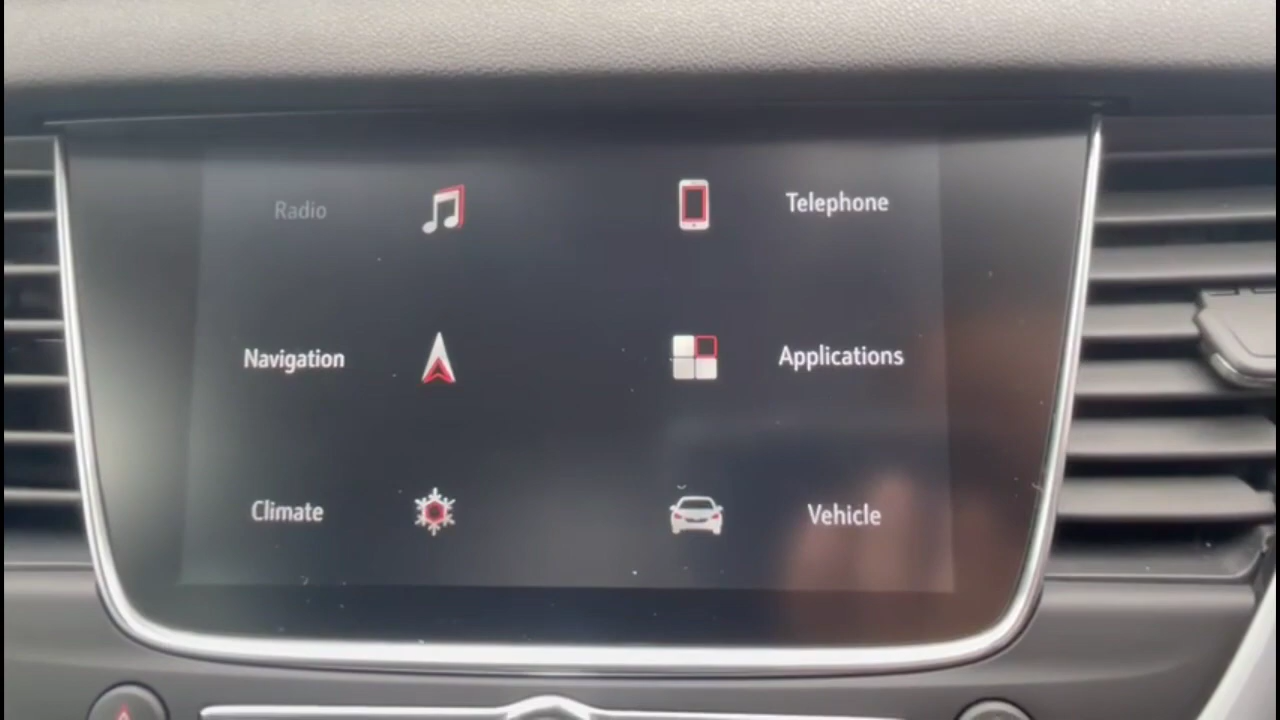 Radio
Telephone
Navigation
Applications
Climate
Vehicle